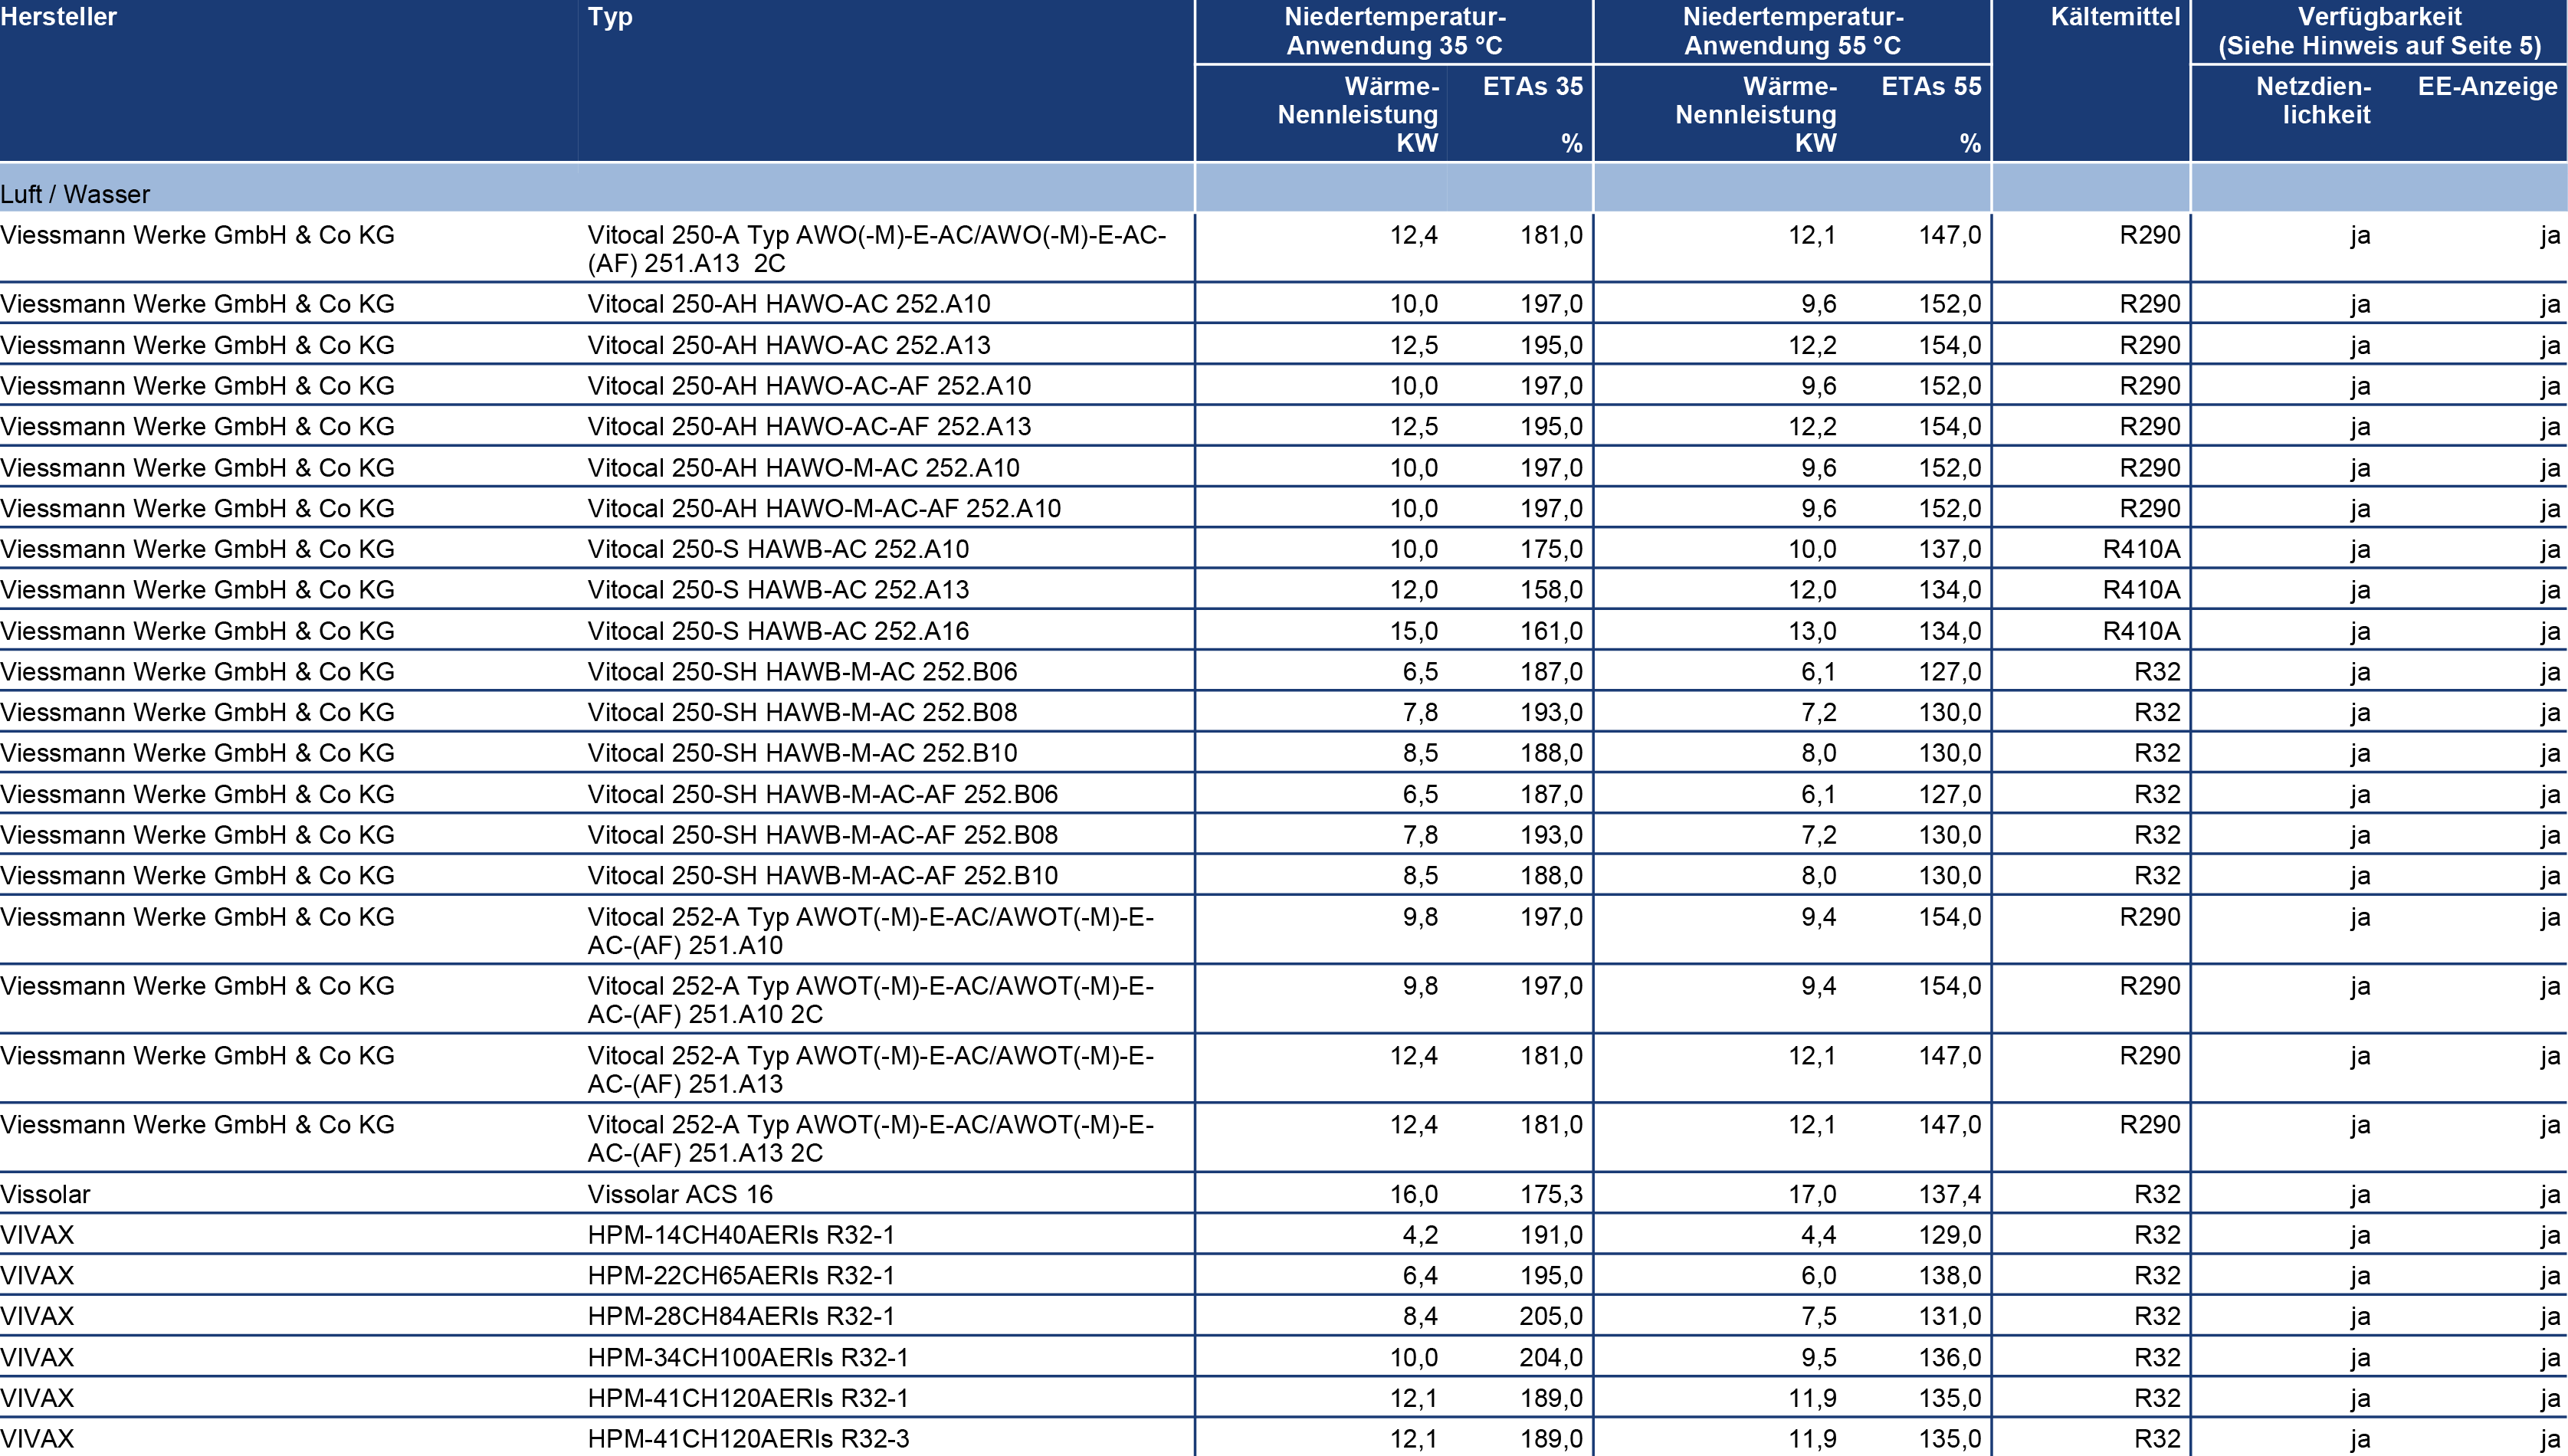 Hersteller Typ Niedertemperatur- Niedertemperatur- Kältemittel Verfügbarkeit
Anwendung 35 °C Anwendung 55 °C (Siehe Hinweis auf Seite 5)
Wärme- ETAs 35 Wärme- ETAs 55 Netzdien- EE-Anzeige
Nennleistung Nennleistung lichkeit
KW % KW %
Luft / Wasser
Viessmann Werke GmbH & Co KG Vitocal 250-A Typ AWO(-M)-E-AC/AWO(-M)-E-AC- 12,4 181,0 12,1 147,0 R290 ja ja
(AF) 251.A13  2C
Viessmann Werke GmbH & Co KG Vitocal 250-AH HAWO-AC 252.A10 10,0 197,0 9,6 152,0 R290 ja ja
Viessmann Werke GmbH & Co KG Vitocal 250-AH HAWO-AC 252.A13 12,5 195,0 12,2 154,0 R290 ja ja
Viessmann Werke GmbH & Co KG Vitocal 250-AH HAWO-AC-AF 252.A10 10,0 197,0 9,6 152,0 R290 ja ja
Viessmann Werke GmbH & Co KG Vitocal 250-AH HAWO-AC-AF 252.A13 12,5 195,0 12,2 154,0 R290 ja ja
Viessmann Werke GmbH & Co KG Vitocal 250-AH HAWO-M-AC 252.A10 10,0 197,0 9,6 152,0 R290 ja ja
Viessmann Werke GmbH & Co KG Vitocal 250-AH HAWO-M-AC-AF 252.A10 10,0 197,0 9,6 152,0 R290 ja ja
Viessmann Werke GmbH & Co KG Vitocal 250-S HAWB-AC 252.A10 10,0 175,0 10,0 137,0 R410A ja ja
Viessmann Werke GmbH & Co KG Vitocal 250-S HAWB-AC 252.A13 12,0 158,0 12,0 134,0 R410A ja ja
Viessmann Werke GmbH & Co KG Vitocal 250-S HAWB-AC 252.A16 15,0 161,0 13,0 134,0 R410A ja ja
Viessmann Werke GmbH & Co KG Vitocal 250-SH HAWB-M-AC 252.B06 6,5 187,0 6,1 127,0 R32 ja ja
Viessmann Werke GmbH & Co KG Vitocal 250-SH HAWB-M-AC 252.B08 7,8 193,0 7,2 130,0 R32 ja ja
Viessmann Werke GmbH & Co KG Vitocal 250-SH HAWB-M-AC 252.B10 8,5 188,0 8,0 130,0 R32 ja ja
Viessmann Werke GmbH & Co KG Vitocal 250-SH HAWB-M-AC-AF 252.B06 6,5 187,0 6,1 127,0 R32 ja ja
Viessmann Werke GmbH & Co KG Vitocal 250-SH HAWB-M-AC-AF 252.B08 7,8 193,0 7,2 130,0 R32 ja ja
Viessmann Werke GmbH & Co KG Vitocal 250-SH HAWB-M-AC-AF 252.B10 8,5 188,0 8,0 130,0 R32 ja ja
Viessmann Werke GmbH & Co KG Vitocal 252-A Typ AWOT(-M)-E-AC/AWOT(-M)-E- 9,8 197,0 9,4 154,0 R290 ja ja
AC-(AF) 251.A10
Viessmann Werke GmbH & Co KG Vitocal 252-A Typ AWOT(-M)-E-AC/AWOT(-M)-E- 9,8 197,0 9,4 154,0 R290 ja ja
AC-(AF) 251.A10 2C
Viessmann Werke GmbH & Co KG Vitocal 252-A Typ AWOT(-M)-E-AC/AWOT(-M)-E- 12,4 181,0 12,1 147,0 R290 ja ja
AC-(AF) 251.A13
Viessmann Werke GmbH & Co KG Vitocal 252-A Typ AWOT(-M)-E-AC/AWOT(-M)-E- 12,4 181,0 12,1 147,0 R290 ja ja
AC-(AF) 251.A13 2C
Vissolar Vissolar ACS 16 16,0 175,3 17,0 137,4 R32 ja ja
VIVAX HPM-14CH40AERIs R32-1 4,2 191,0 4,4 129,0 R32 ja ja
VIVAX HPM-22CH65AERIs R32-1 6,4 195,0 6,0 138,0 R32 ja ja
VIVAX HPM-28CH84AERIs R32-1 8,4 205,0 7,5 131,0 R32 ja ja
VIVAX HPM-34CH100AERIs R32-1 10,0 204,0 9,5 136,0 R32 ja ja
VIVAX HPM-41CH120AERIs R32-1 12,1 189,0 11,9 135,0 R32 ja ja
VIVAX HPM-41CH120AERIs R32-3 12,1 189,0 11,9 135,0 R32 ja ja